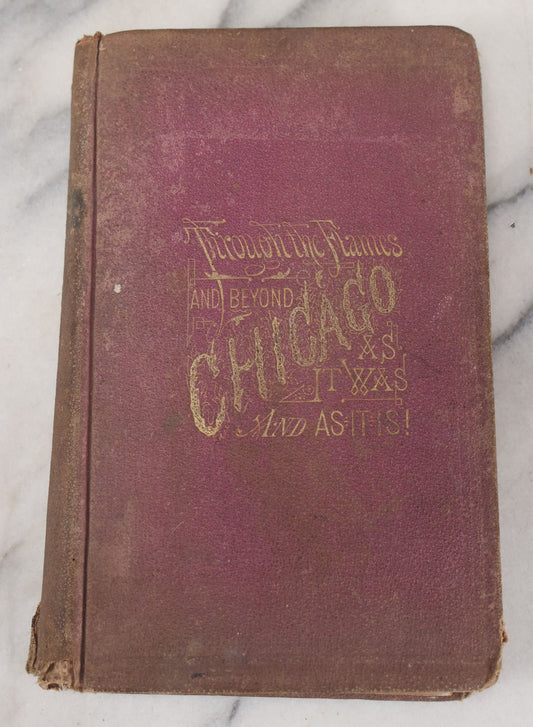 Through the Flames
AND BEYOND
CHICAGO
AS
IT WAS
AND AS IT IS!